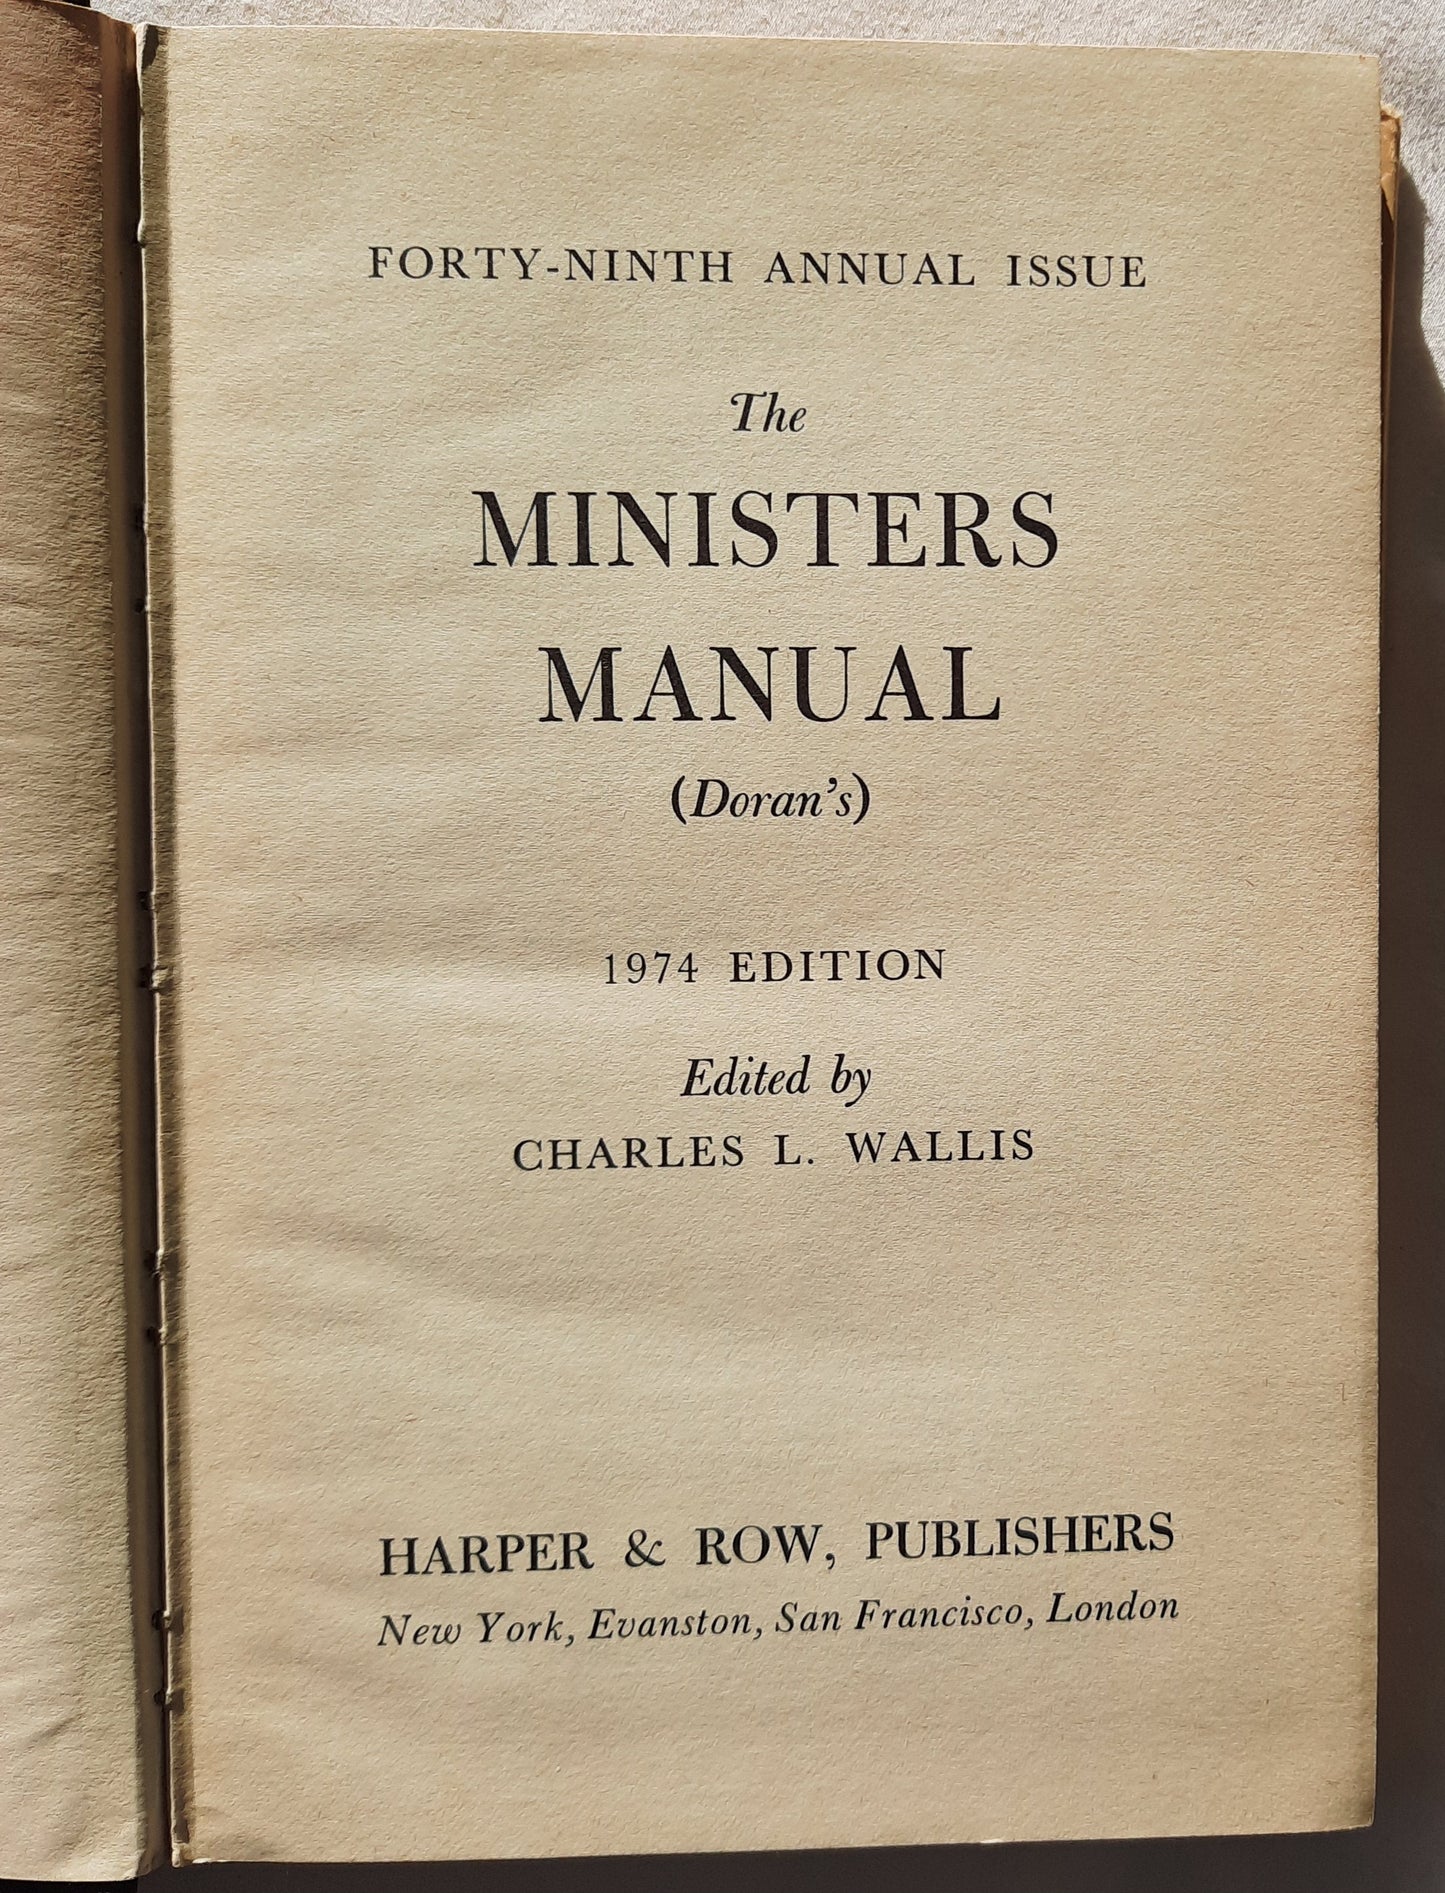 FORTY-NINTH ANNUAL ISSUE
The
MINISTERS
MANUAL
(Doran's)
1974 EDITION
Edited by
CHARLES L. WALLIS
HARPER & ROW, PUBLISHERS
New York, Evanston, San Francisco, London